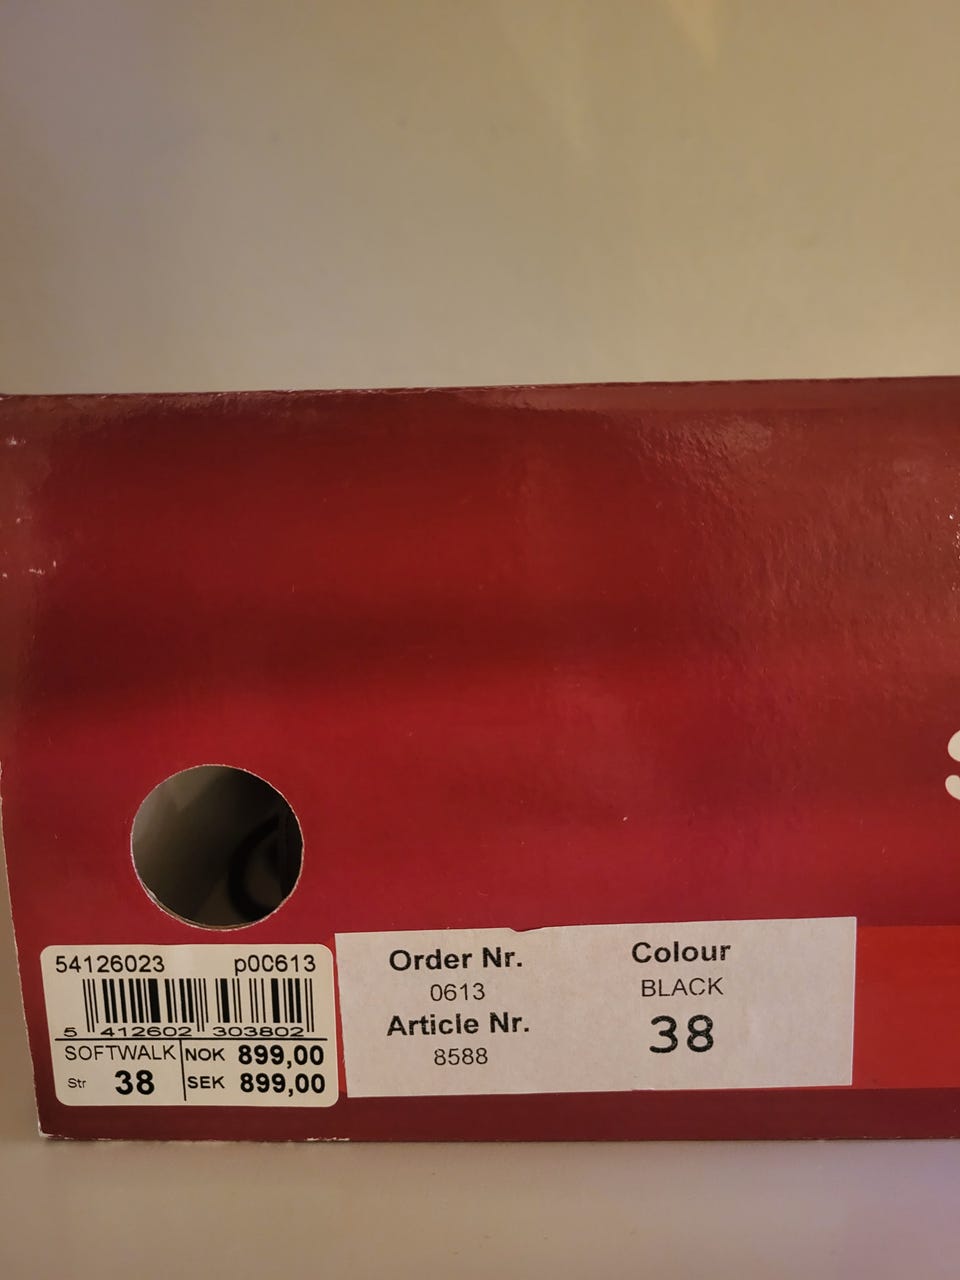 54126023 p0C613
5 412602 303802
SOFTWALK NOK 899,00
Str 38 SEK 899,00
Order Nr. Colour
0613 BLACK
Article Nr. 38
8588